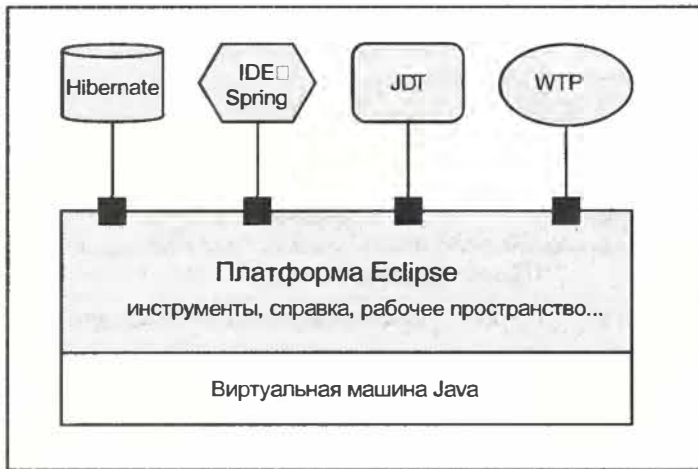 Hibernate
IDE□
Spring
JDT
WTP
Платформа Eclipse
инструменты, справка, рабочее пространство...
Виртуальная машина Java